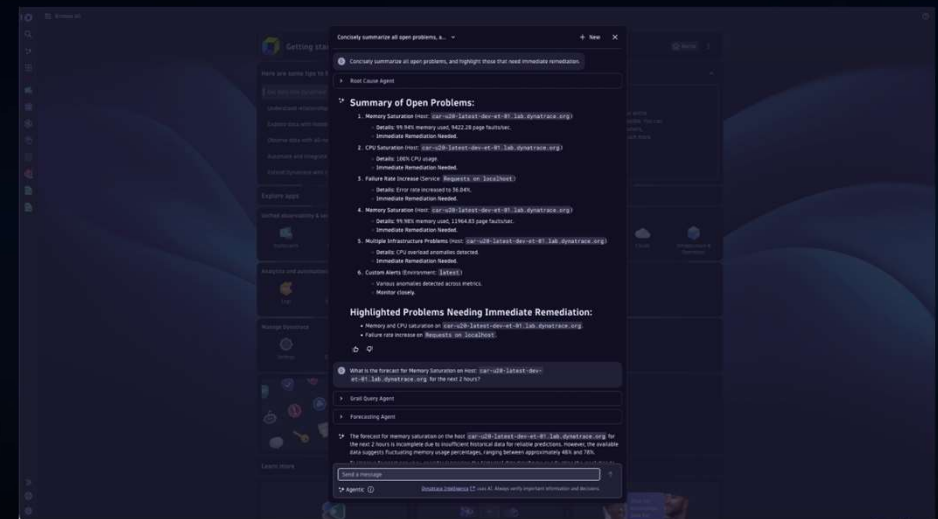 Browse All
Getting star
Here are some tips to
Explore apps
Analytics and automation
Manage Dynatrace
Learn more
Concisely summarize all open problems, a...
+ New
Concisely summarize all open problems, and highlight those that need immediate remediation.
Root Cause Agent
Summary of Open Problems:
1. Memory Saturation (Host: car-u20-latest-dev-et-01.lab.dynatrace.org)
- Details: 99.94% memory used, 9422.28 page faults/sec.
- Immediate Remediation Needed.
2. CPU Saturation (Host: car-u20-latest-dev-et-01.lab.dynatrace.org)
- Details: 100% CPU usage.
- Immediate Remediation Needed.
3. Failure Rate Increase (Service: Requests on localhost)
- Details: Error rate increased to 36.84%.
- Immediate Remediation Needed.
4. Memory Saturation (Host: car-u20-latest-dev-et-01.lab.dynatrace.org)
- Details: 99.98% memory used, 11964.83 page faults/sec.
- Immediate Remediation Needed.
5. Multiple Infrastructure Problems (Host: car-u20-latest-dev-et-01.lab.dynatrace.org)
- Details: CPU overload anomalies detected.
- Immediate Remediation Needed.
6. Custom Alerts (Environment: latest)
- Various anomalies detected across metrics.
- Monitor closely.
Highlighted Problems Needing Immediate Remediation:
• Memory and CPU saturation on car-u20-latest-dev-et-01.lab.dynatrace.org.
• Failure rate increase on Requests on localhost.
What is the forecast for Memory Saturation on Host: car-u20-latest-dev-
et-01.lab.dynatrace.org for the next 2 hours?
Grail Query Agent
Forecasting Agent
The forecast for memory saturation on the host car-u20-latest-dev-et-01.lab.dynatrace.org for
the next 2 hours is incomplete due to insufficient historical data for reliable predictions. However, the available
data suggests fluctuating memory usage percentages, ranging between approximately 46% and 70%.
Send a message
Agents:
Dynatrace Intelligence uses AI. Always verify important information and decisions.